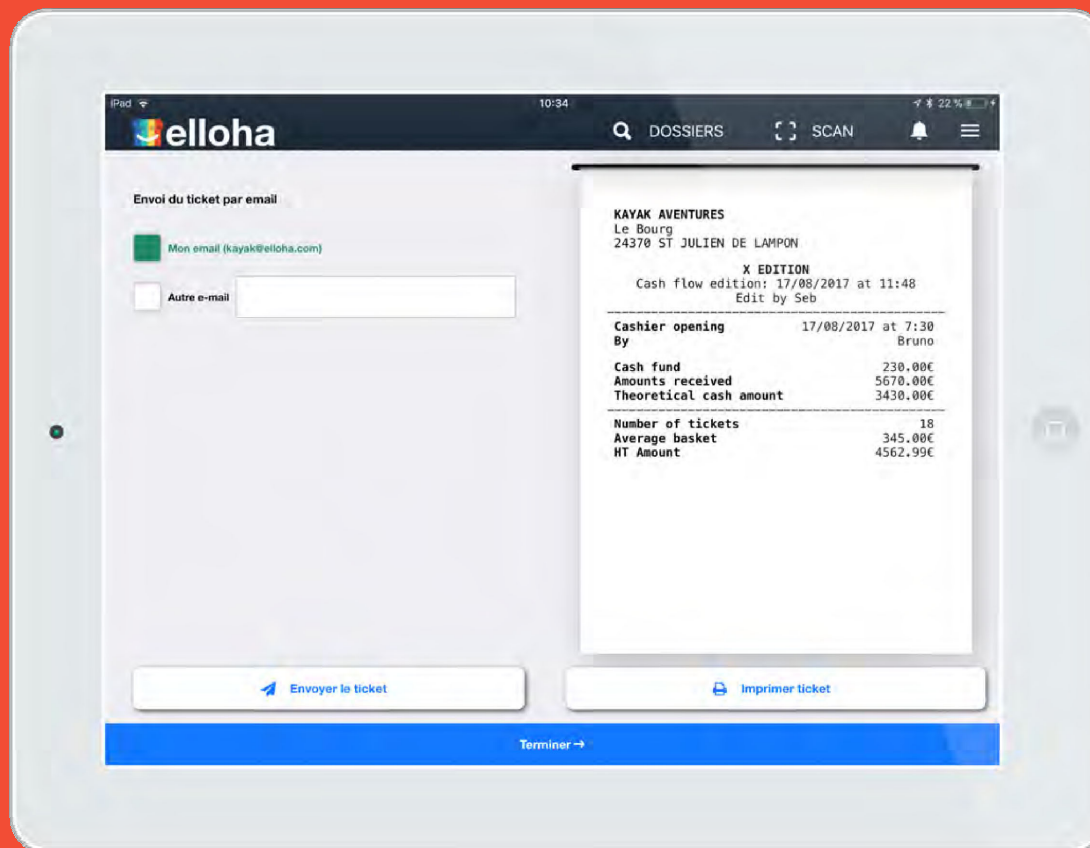 iPad
10:34
22 %
elloha
DOSSIERS
SCAN
Envoi du ticket par email
Mon email (kayak@elloha.com)
Autre e-mail
KAYAK AVENTURES
Le Bourg
24370 ST JULIEN DE LAMPON
X EDITION
Cash flow edition: 17/08/2017 at 11:48
Edit by Seb
Cashier opening 17/08/2017 at 7:30
By Bruno
Cash fund 230.00€
Amounts received 5670.00€
Theoretical cash amount 3430.00€
Number of tickets 18
Average basket 345.00€
HT Amount 4562.99€
Envoyer le ticket
Imprimer ticket
Terminer →